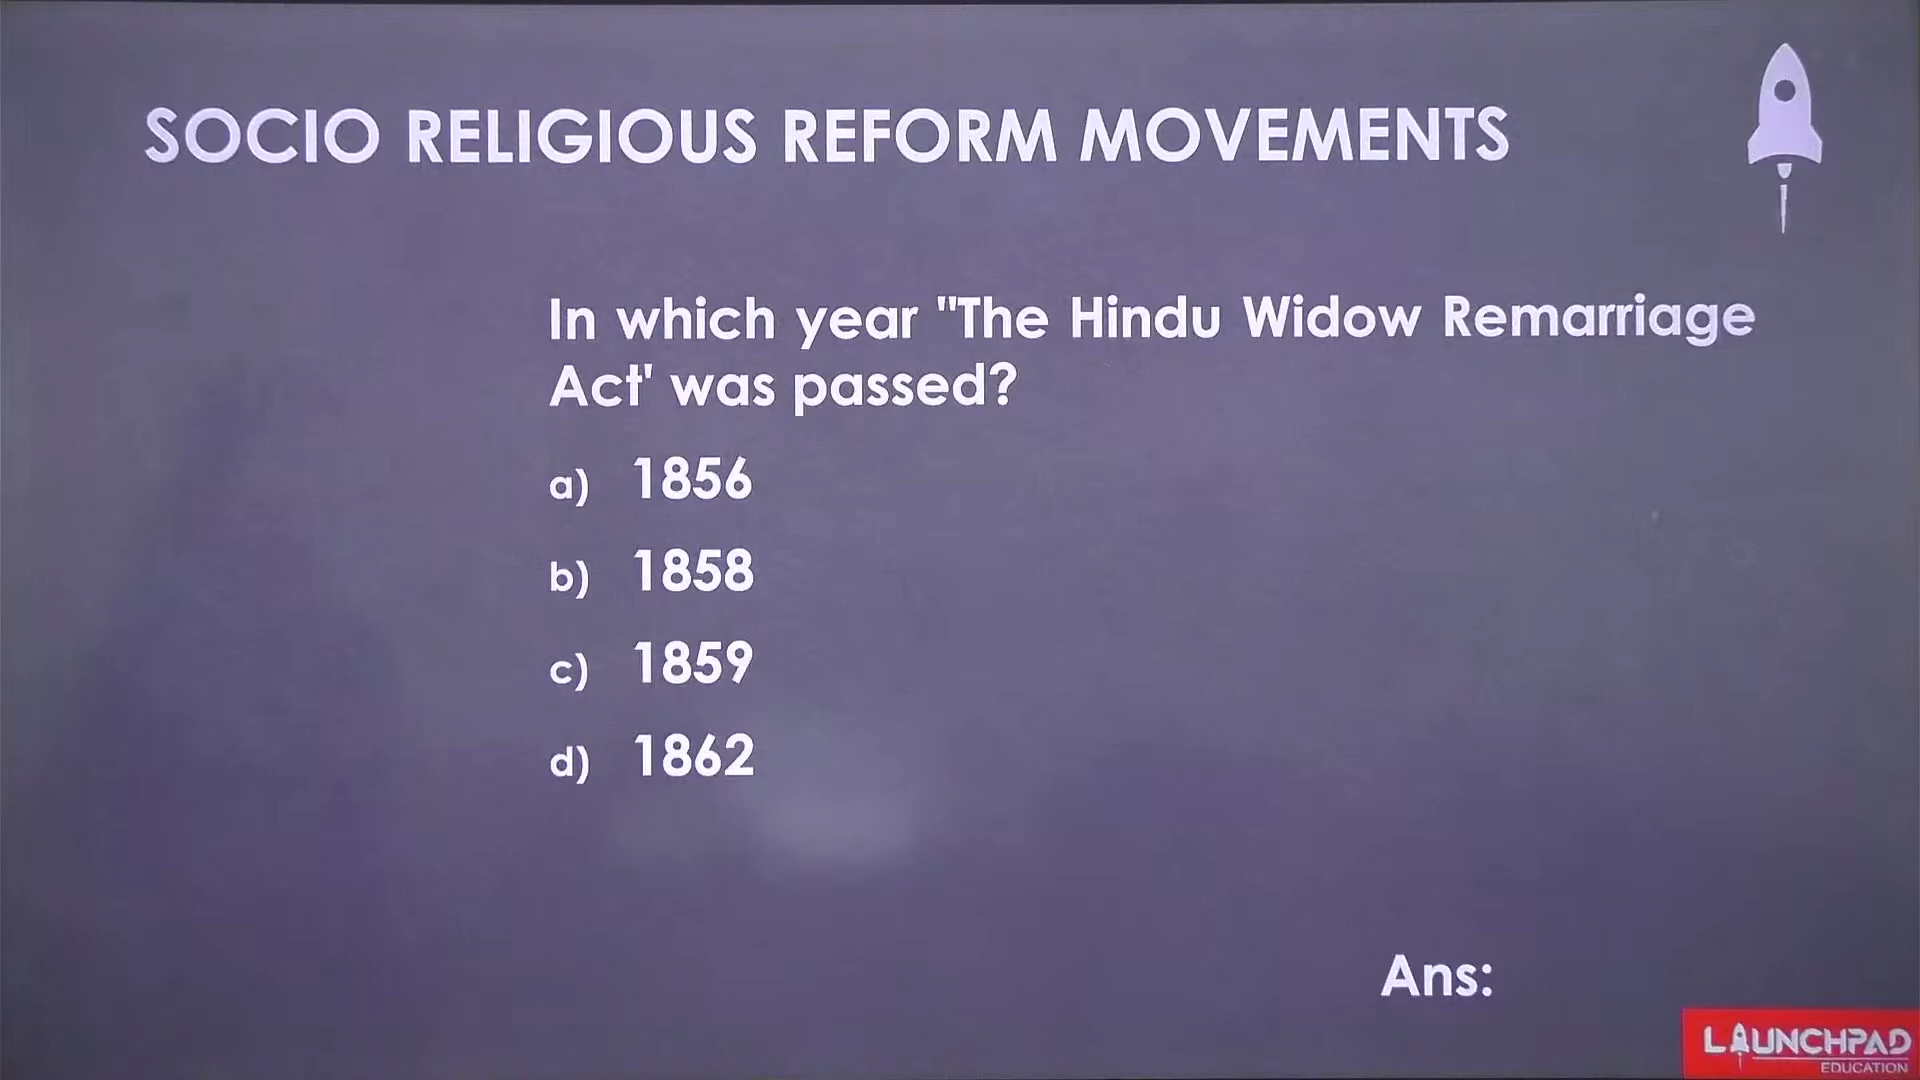 SOCIO RELIGIOUS REFORM MOVEMENTS
In which year "The Hindu Widow Remarriage
Act' was passed?
a) 1856
b) 1858
c) 1859
d) 1862
Ans:
LAUNCHPAD
EDUCATION